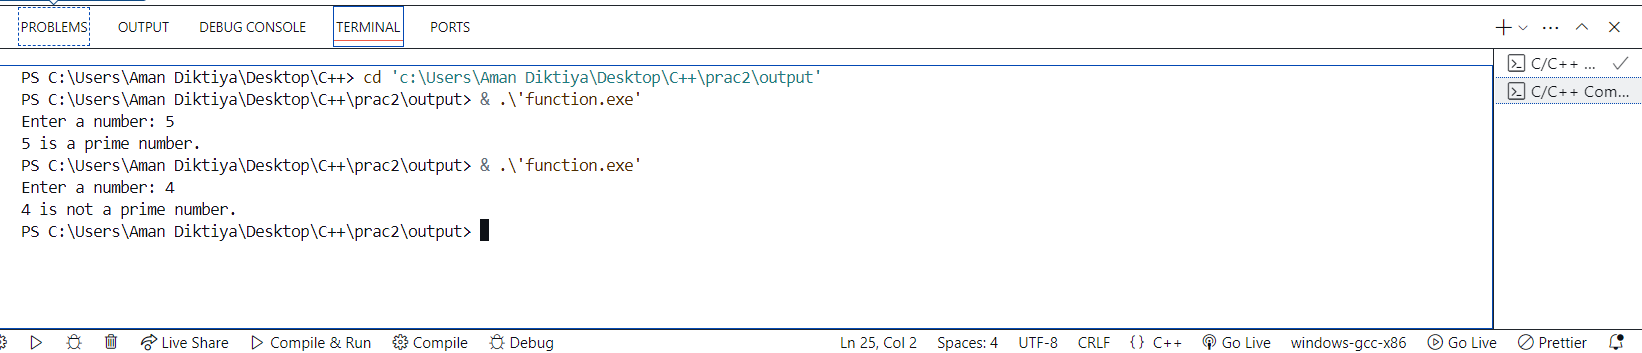 PROBLEMS OUTPUT DEBUG CONSOLE TERMINAL PORTS
PS C:\Users\Aman Diktiya\Desktop\C++> cd 'c:\Users\Aman Diktiya\Desktop\C++\prac2\output'
PS C:\Users\Aman Diktiya\Desktop\C++\prac2\output> & .\'function.exe'
Enter a number: 5
5 is a prime number.
PS C:\Users\Aman Diktiya\Desktop\C++\prac2\output> & .\'function.exe'
Enter a number: 4
4 is not a prime number.
PS C:\Users\Aman Diktiya\Desktop\C++\prac2\output>
C/C++ ...
C/C++ Com...
Live Share Compile & Run Compile Debug Ln 25, Col 2 Spaces: 4 UTF-8 CRLF {} C++ Go Live windows-gcc-x86 Go Live Prettier